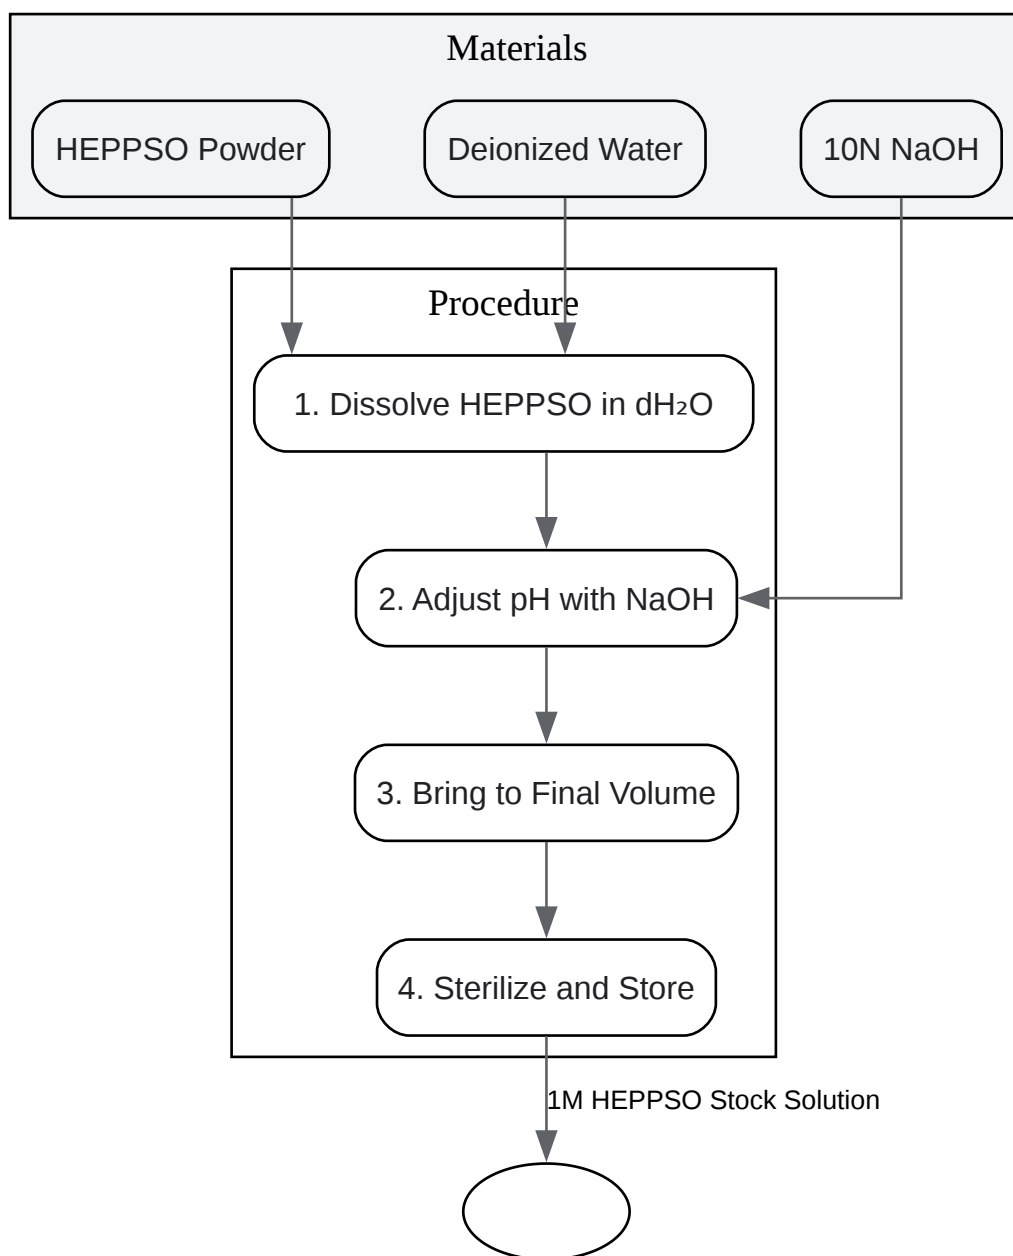 Materials
HEPPSO Powder
Deionized Water
10N NaOH
Procedure
1. Dissolve HEPPSO in dH₂O
2. Adjust pH with NaOH
3. Bring to Final Volume
4. Sterilize and Store
1M HEPPSO Stock Solution